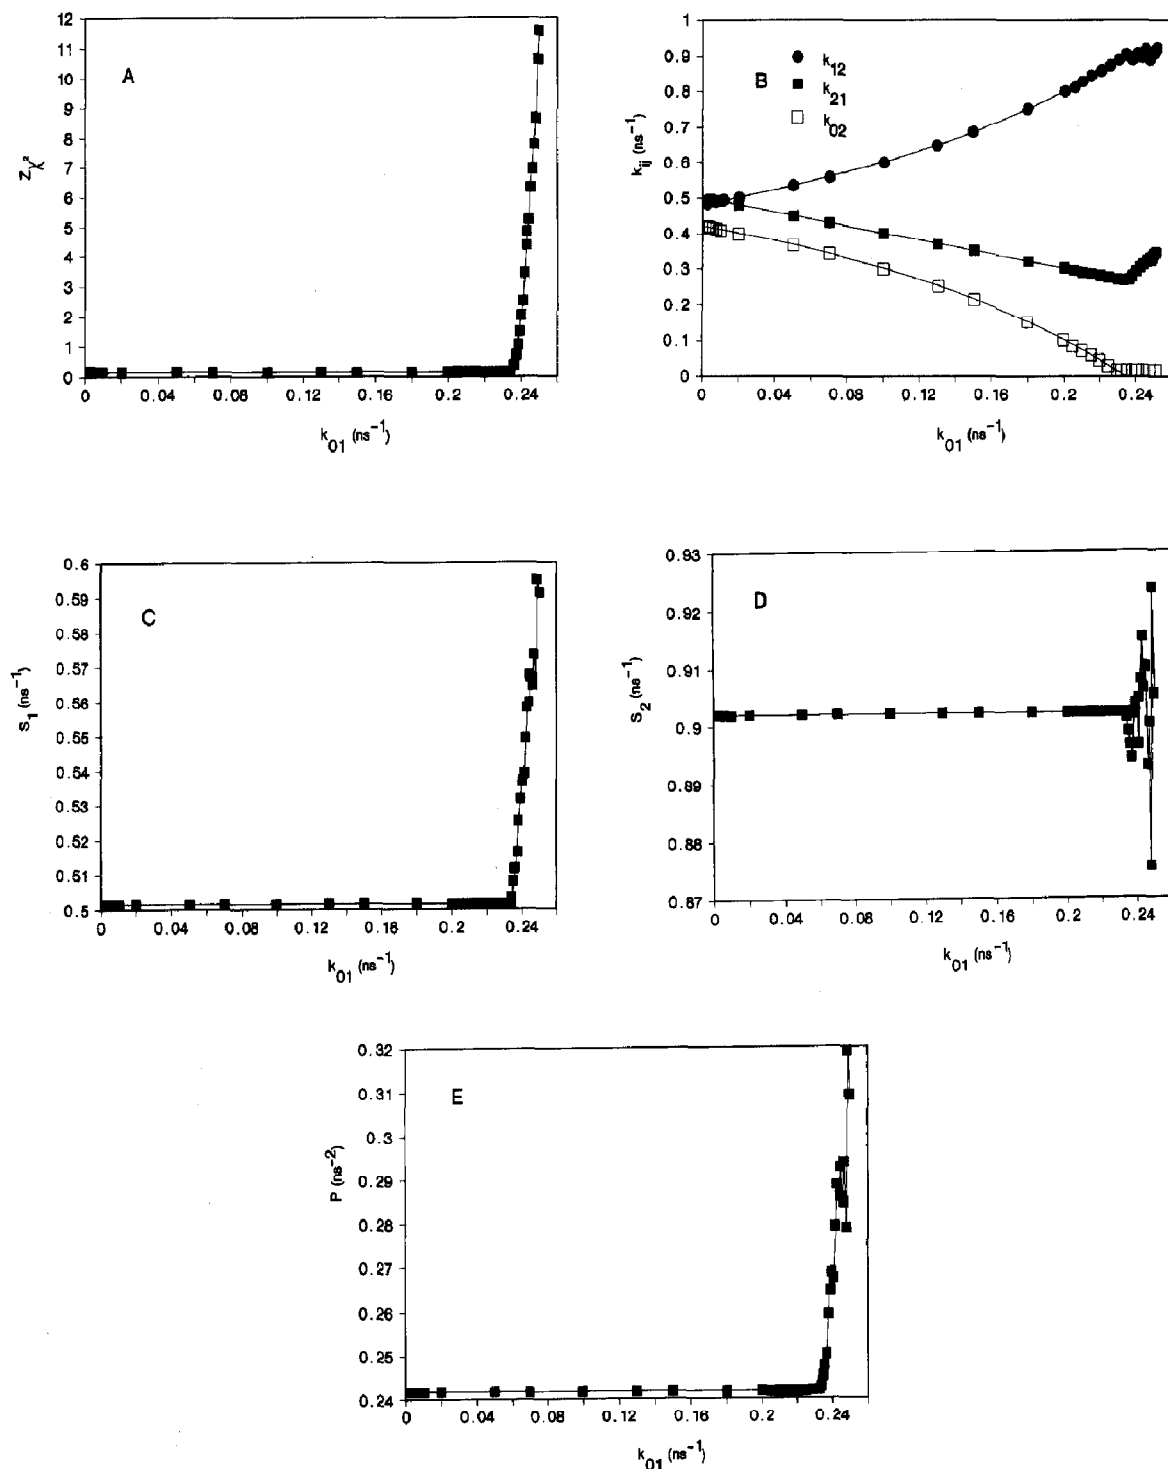 A
12
11
10
9
8
7
6
5
4
3
2
1
0
Zχ²
0 0.04 0.08 0.12 0.16 0.2 0.24
k01 (ns−1)
B
k12
k21
k02
1
0.9
0.8
0.7
0.6
0.5
0.4
0.3
0.2
0.1
0
kij (ns−1)
0 0.04 0.08 0.12 0.16 0.2 0.24
k01 (ns−1)
C
0.6
0.59
0.58
0.57
0.56
0.55
0.54
0.53
0.52
0.51
0.5
S1 (ns−1)
0 0.04 0.08 0.12 0.16 0.2 0.24
k01 (ns−1)
D
0.93
0.92
0.91
0.9
0.89
0.88
0.87
S2 (ns−1)
0 0.04 0.08 0.12 0.16 0.2 0.24
k01 (ns−1)
E
0.32
0.31
0.3
0.29
0.28
0.27
0.26
0.25
0.24
P (ns−2)
0 0.04 0.08 0.12 0.16 0.2 0.24
k01 (ns−1)